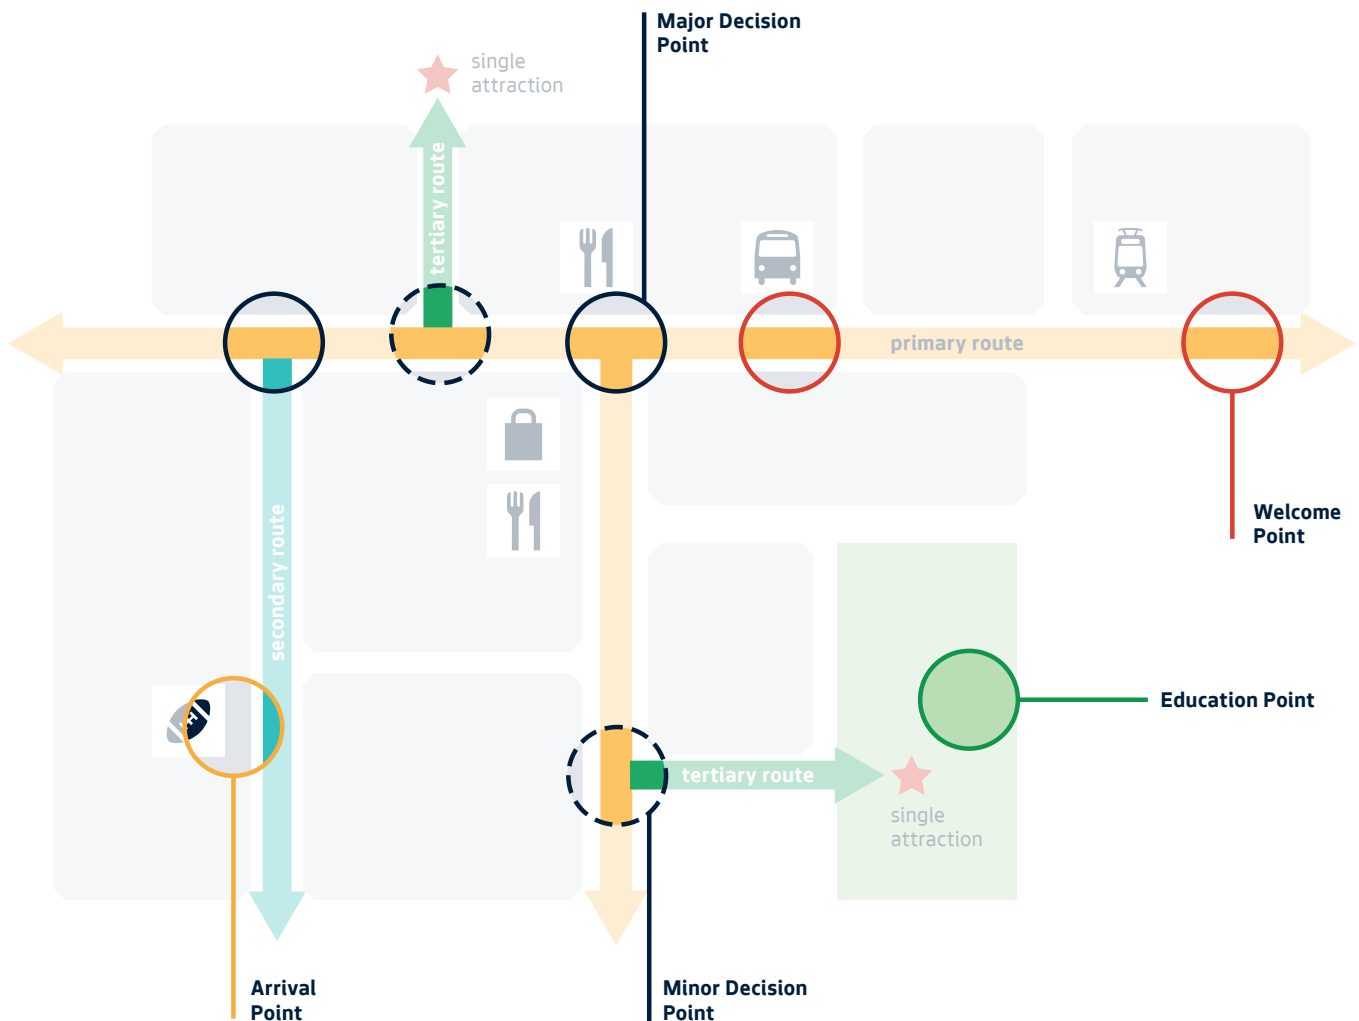 Major Decision
Point
single
attraction
tertiary route
primary route
secondary route
Welcome
Point
Education Point
tertiary route
single
attraction
Arrival
Point
Minor Decision
Point